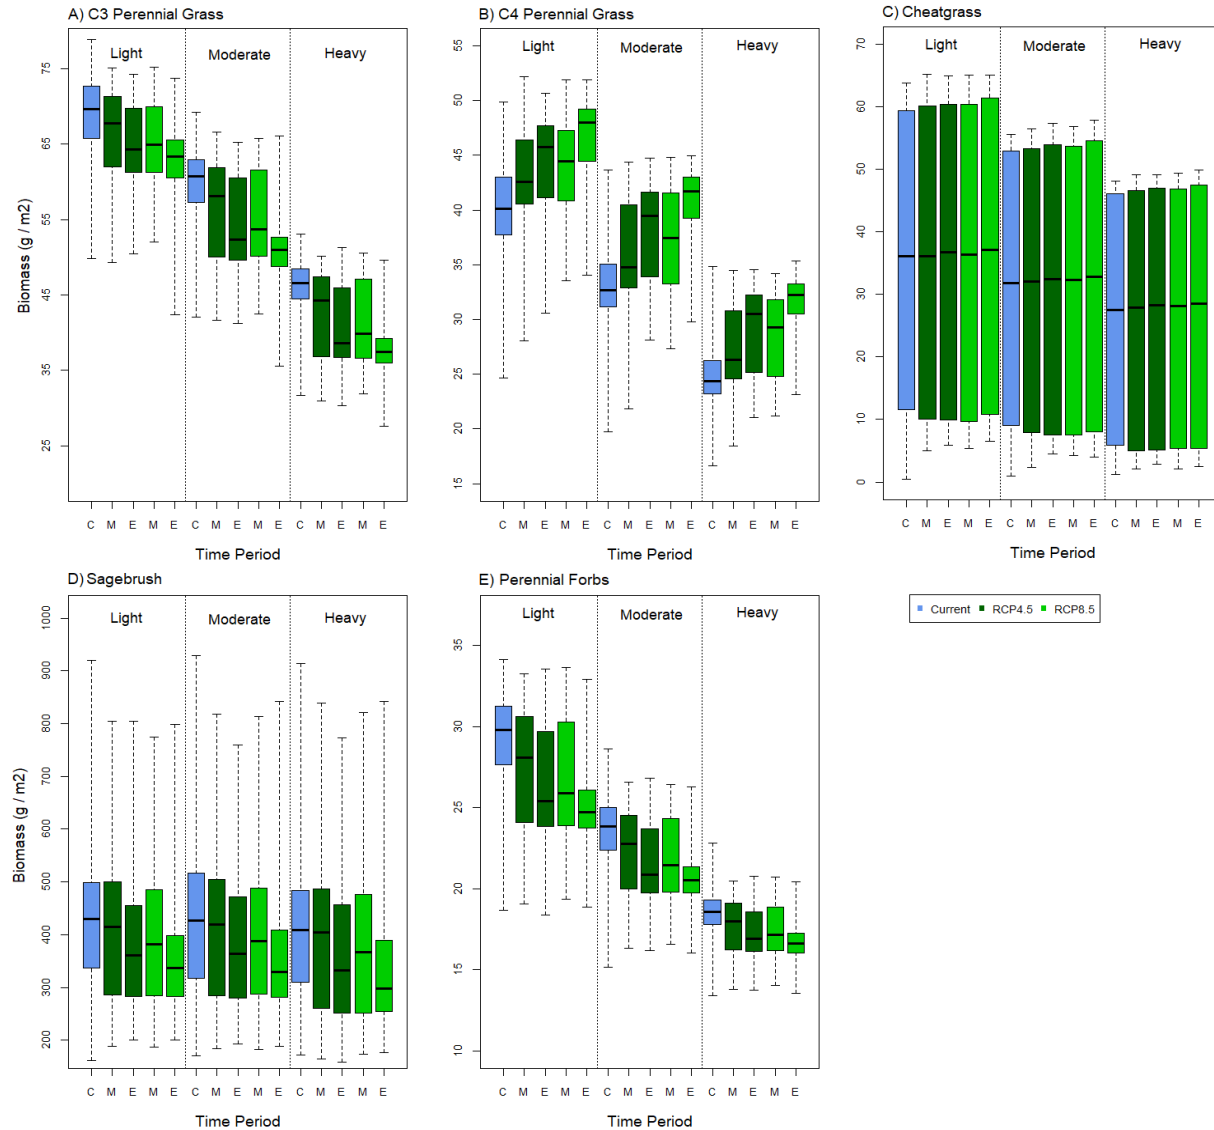 A) C3 Perennial Grass
Light
Moderate
Heavy
Biomass (g / m2)
75
65
55
45
35
25
C M E M E C M E M E C M E M E
Time Period
B) C4 Perennial Grass
Light
Moderate
Heavy
55
50
45
40
35
30
25
20
15
C M E M E C M E M E C M E M E
Time Period
C) Cheatgrass
Light
Moderate
Heavy
70
60
50
40
30
20
10
0
C M E M E C M E M E C M E M E
Time Period
D) Sagebrush
Light
Moderate
Heavy
Biomass (g / m2)
1000
900
800
700
600
500
400
300
200
C M E M E C M E M E C M E M E
Time Period
E) Perennial Forbs
Light
Moderate
Heavy
35
30
25
20
15
10
C M E M E C M E M E C M E M E
Time Period
Current RCP4.5 RCP8.5